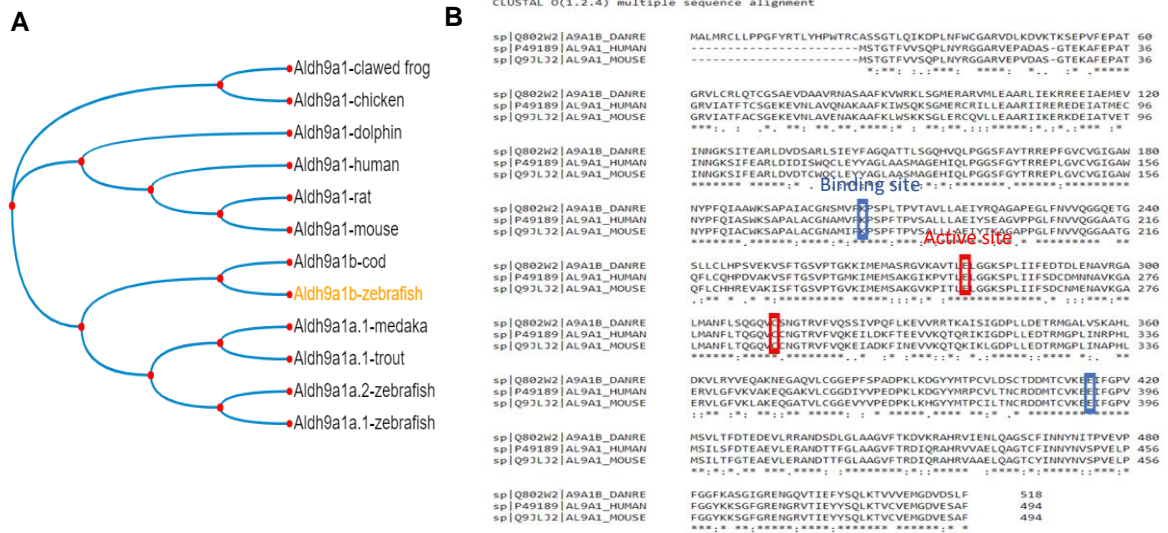 A
Aldh9a1-clawed frog
Aldh9a1-chicken
Aldh9a1-dolphin
Aldh9a1-human
Aldh9a1-rat
Aldh9a1-mouse
Aldh9a1b-cod
Aldh9a1b-zebrafish
Aldh9a1a.1-medaka
Aldh9a1a.1-trout
Aldh9a1a.2-zebrafish
Aldh9a1a.1-zebrafish
B
CLUSTAL O(1.2.4) multiple sequence alignment
sp|Q802W2|A9A1B_DANRE MALMRCLLPPGFYRTLYHPWTRCASSGTLQIKDPLNFWCGARVDLKDVKTKSEPVFEPAT 60
sp|P49189|AL9A1_HUMAN ------------------------MSTGTFVVSQPLNYRGGARVEPADAS-GTEKAFEPAT 36
sp|Q9JLJ2|AL9A1_MOUSE ------------------------MSTGTFVVSQPLNYRGGARVEPVDAS-GTEKAFEPAT 36
sp|Q802W2|A9A1B_DANRE GRVLCRLQTCGSAEVDAAVRNASAAFKVWRKLSGMERARVMLEAARLIEKRREEIAEMEV 120
sp|P49189|AL9A1_HUMAN GRVIATFTCSGEKEVNLAVQNAKAAFKIWSQKSGMERCRILLEAARIIREREDEIATMEC 96
sp|Q9JLJ2|AL9A1_MOUSE GRVIATFACSGEKEVNLAVENAKAAFKLWSKKSGLERCQVLLEAARIIKERKDEIATVET 96
sp|Q802W2|A9A1B_DANRE INNGKSITEARLDVDSARLSIEYFAGQATTLSGQHVQLPGGSFAYTRREPFGVCVGIGAW 180
sp|P49189|AL9A1_HUMAN INNGKSIFEARLDIDISWQCLEYYAGLAASMAGEHIQLPGGSFGYTRREPLGVCVGIGAW 156
sp|Q9JLJ2|AL9A1_MOUSE INNGKSIFEARLDVDTCWQCLEYYAGLAASMAGEHIQLPGGSFGYTRREPLGVCVGIGAW 156
Binding site
sp|Q802W2|A9A1B_DANRE NYPFQIAAWKSAPAIACGNSMVFKPSPLTPVTAVLLAEIYRQAGAPEGLFNVVQGGQETG 240
sp|P49189|AL9A1_HUMAN NYPFQIASWKSAPALACGNAMVFKPSPFTPVSALLLAEIYSEAGVPPGLFNVVQGGAATG 216
sp|Q9JLJ2|AL9A1_MOUSE NYPFQIACWKSAPALACGNAMIFKPSPFTPVSALLLAEIYTKAGAPPGLFNVVQGGAATG 216
Active site
sp|Q802W2|A9A1B_DANRE SLLCLHPSVEKVSFTGSVPTGKKIMEMASRGVKAVTLELGGKSPLIIFEDTDLENAVRGA 300
sp|P49189|AL9A1_HUMAN QFLCQHPDVAKVSFTGSVPTGMKIMEMSAKGIKPVTLELGGKSPLIIFSDCDMNNAVKGA 276
sp|Q9JLJ2|AL9A1_MOUSE QFLCHHREVAKISFTGSVPTGVKIMEMSAKGVKPITLELGGKSPLIIFSDCDMENAVKGA 276
sp|Q802W2|A9A1B_DANRE LMANFLSQGQVCSNGTRVFVQSSIVPQFLKEVVRRTKAISIGDPLLDETRMGALVSKAHL 360
sp|P49189|AL9A1_HUMAN LMANFLTQGQVCCNGTRVFVQKEILDKFTEEVVKQTQRIKIGDPLLEDTRMGPLINRPHL 336
sp|Q9JLJ2|AL9A1_MOUSE LMANFLTQGQVCCNGTRVFVQKEIADKFINEVVKQTQKIKLGDPLLEDTRMGPLINAPHL 336
sp|Q802W2|A9A1B_DANRE DKVLRYVEQAKNEGAQVLCGGEPFSPADPKLKDGYYMTPCVLDSCTDDMTCVKEEIFGPV 420
sp|P49189|AL9A1_HUMAN ERVLGFVKVAKEQGAKVLCGGDIYVPEDPKLKDGYYMRPCVLTNCRDDMTCVKEEIFGPV 396
sp|Q9JLJ2|AL9A1_MOUSE ERVLGFVKLAKEQGATVLCGGEVYVPEDPKLKHGYYMTPCILTNCRDDMTCVKEEIFGPV 396
sp|Q802W2|A9A1B_DANRE MSVLTFDTEDEVLRRANDSDLGLAAGVFTKDVKRAHRVIENLQAGSCFINNYNITPVEVP 480
sp|P49189|AL9A1_HUMAN MSILSFDTEAEVLERANDTTFGLAAGVFTRDIQRAHRVVAELQAGTCFINNYNVSPVELP 456
sp|Q9JLJ2|AL9A1_MOUSE MSILTFGTEAEVLERANDTTFGLAAGVFTRDIQRAHRVAAELQAGTCYINNYNVSPVELP 456
sp|Q802W2|A9A1B_DANRE FGGFKASGIGRENGQVTIEFYSQLKTVVVEMGDVDSLF 518
sp|P49189|AL9A1_HUMAN FGGYKKSGFGRENGRVTIEYYSQLKTVCVEMGDVESAF 494
sp|Q9JLJ2|AL9A1_MOUSE FGGYKKSGFGRENGRVTIEYYSQLKTVCVEMGDVESAF 494